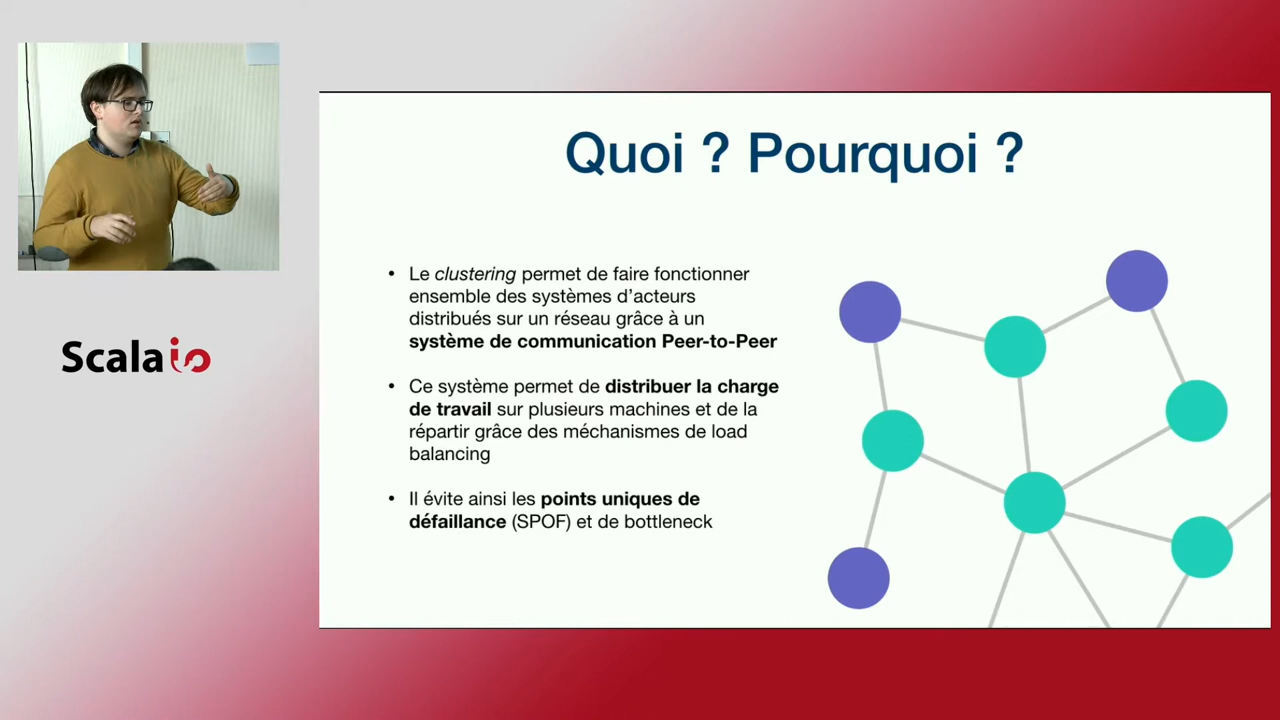 Quoi ? Pourquoi ?
• Le clustering permet de faire fonctionner
ensemble des systèmes d'acteurs
distribués sur un réseau grâce à un
système de communication Peer-to-Peer
• Ce système permet de distribuer la charge
de travail sur plusieurs machines et de la
répartir grâce des méchanismes de load
balancing
• Il évite ainsi les points uniques de
défaillance (SPOF) et de bottleneck
Scala io